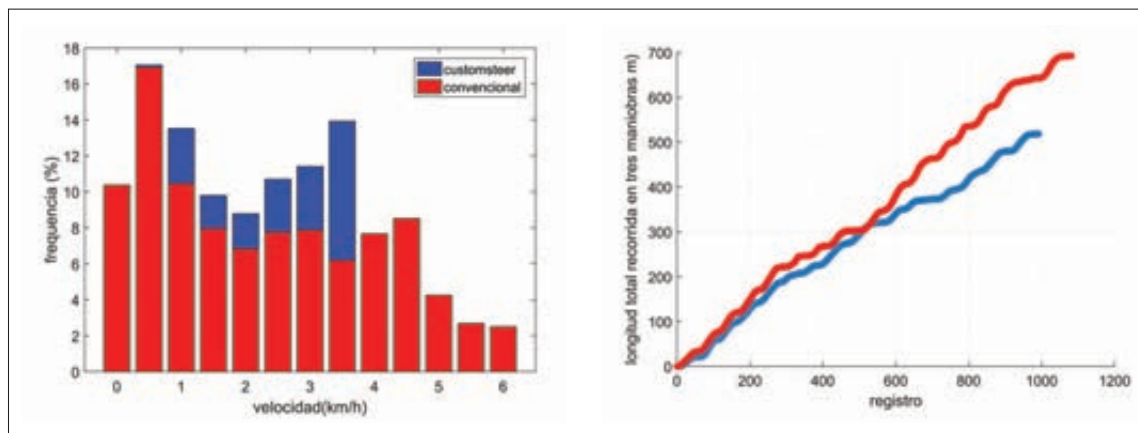 18
16
14
12
10
8
6
4
2
0
frequencia (%)
customsteer
convencional
0 1 2 3 4 5 6
velocidad(km/h)
700
600
500
400
300
200
100
0
longitud total recorrida en tres maniobras m)
0 200 400 600 800 1000 1200
registro